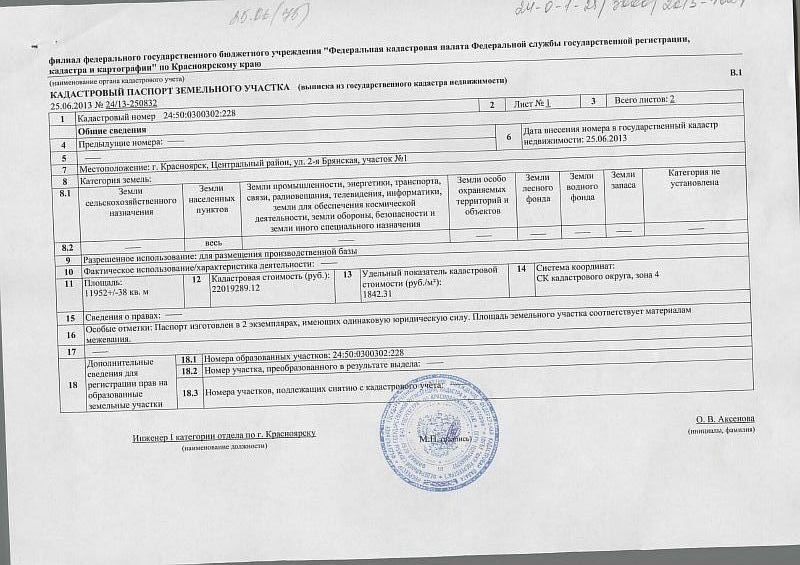 25.06 (75)
филиал федерального государственного бюджетного учреждения "Федеральная кадастровая палата Федеральной службы государственной регистрации,
кадастра и картографии" по Красноярскому краю
(наименование органа кадастрового учета)
КАДАСТРОВЫЙ ПАСПОРТ ЗЕМЕЛЬНОГО УЧАСТКА (выписка из государственного кадастра недвижимости)
В.1
25.06.2013 № 24/13-250832
1 Кадастровый номер 24:50:0300302:228 2 Лист № 1 3 Всего листов: 2
Общие сведения
4 Предыдущие номера: —— 6 Дата внесения номера в государственный кадастр
недвижимости: 25.06.2013
5 ——
7 Местоположение: г. Красноярск, Центральный район, ул. 2-я Брянская, участок №1
8 Категория земель:
8.1 Земли
сельскохозяйственного
назначения
Земли
населенных
пунктов
Земли промышленности, энергетики, транспорта,
связи, радиовещания, телевидения, информатики,
земли для обеспечения космической
деятельности, земли обороны, безопасности и
земли иного специального назначения
Земли особо
охраняемых
территорий и
объектов
Земли
лесного
фонда
Земли
водного
фонда
Земли
запаса
Категория не
установлена
8.2 —— весь —— —— —— —— —— ——
9 Разрешенное использование: для размещения производственной базы
10 Фактическое использование/характеристика деятельности: ——
11 Площадь:
11952+/-38 кв. м
12 Кадастровая стоимость (руб.):
22019289.12
13 Удельный показатель кадастровой
стоимости (руб./м²):
1842.31
14 Система координат:
СК кадастрового округа, зона 4
15 Сведения о правах: ——
16 Особые отметки: Паспорт изготовлен в 2 экземплярах, имеющих одинаковую юридическую силу. Площадь земельного участка соответствует материалам
межевания.
17 ——
18 Дополнительные
сведения для
регистрации прав на
образованные
земельные участки
18.1 Номера образованных участков: 24:50:0300302:228
18.2 Номер участка, преобразованного в результате выдела: ——
18.3 Номера участков, подлежащих снятию с кадастрового учета: ——
Инженер I категории отдела по г. Красноярску
(наименование должности)
М.П. (подпись)
О. В. Аксенова
(инициалы, фамилия)